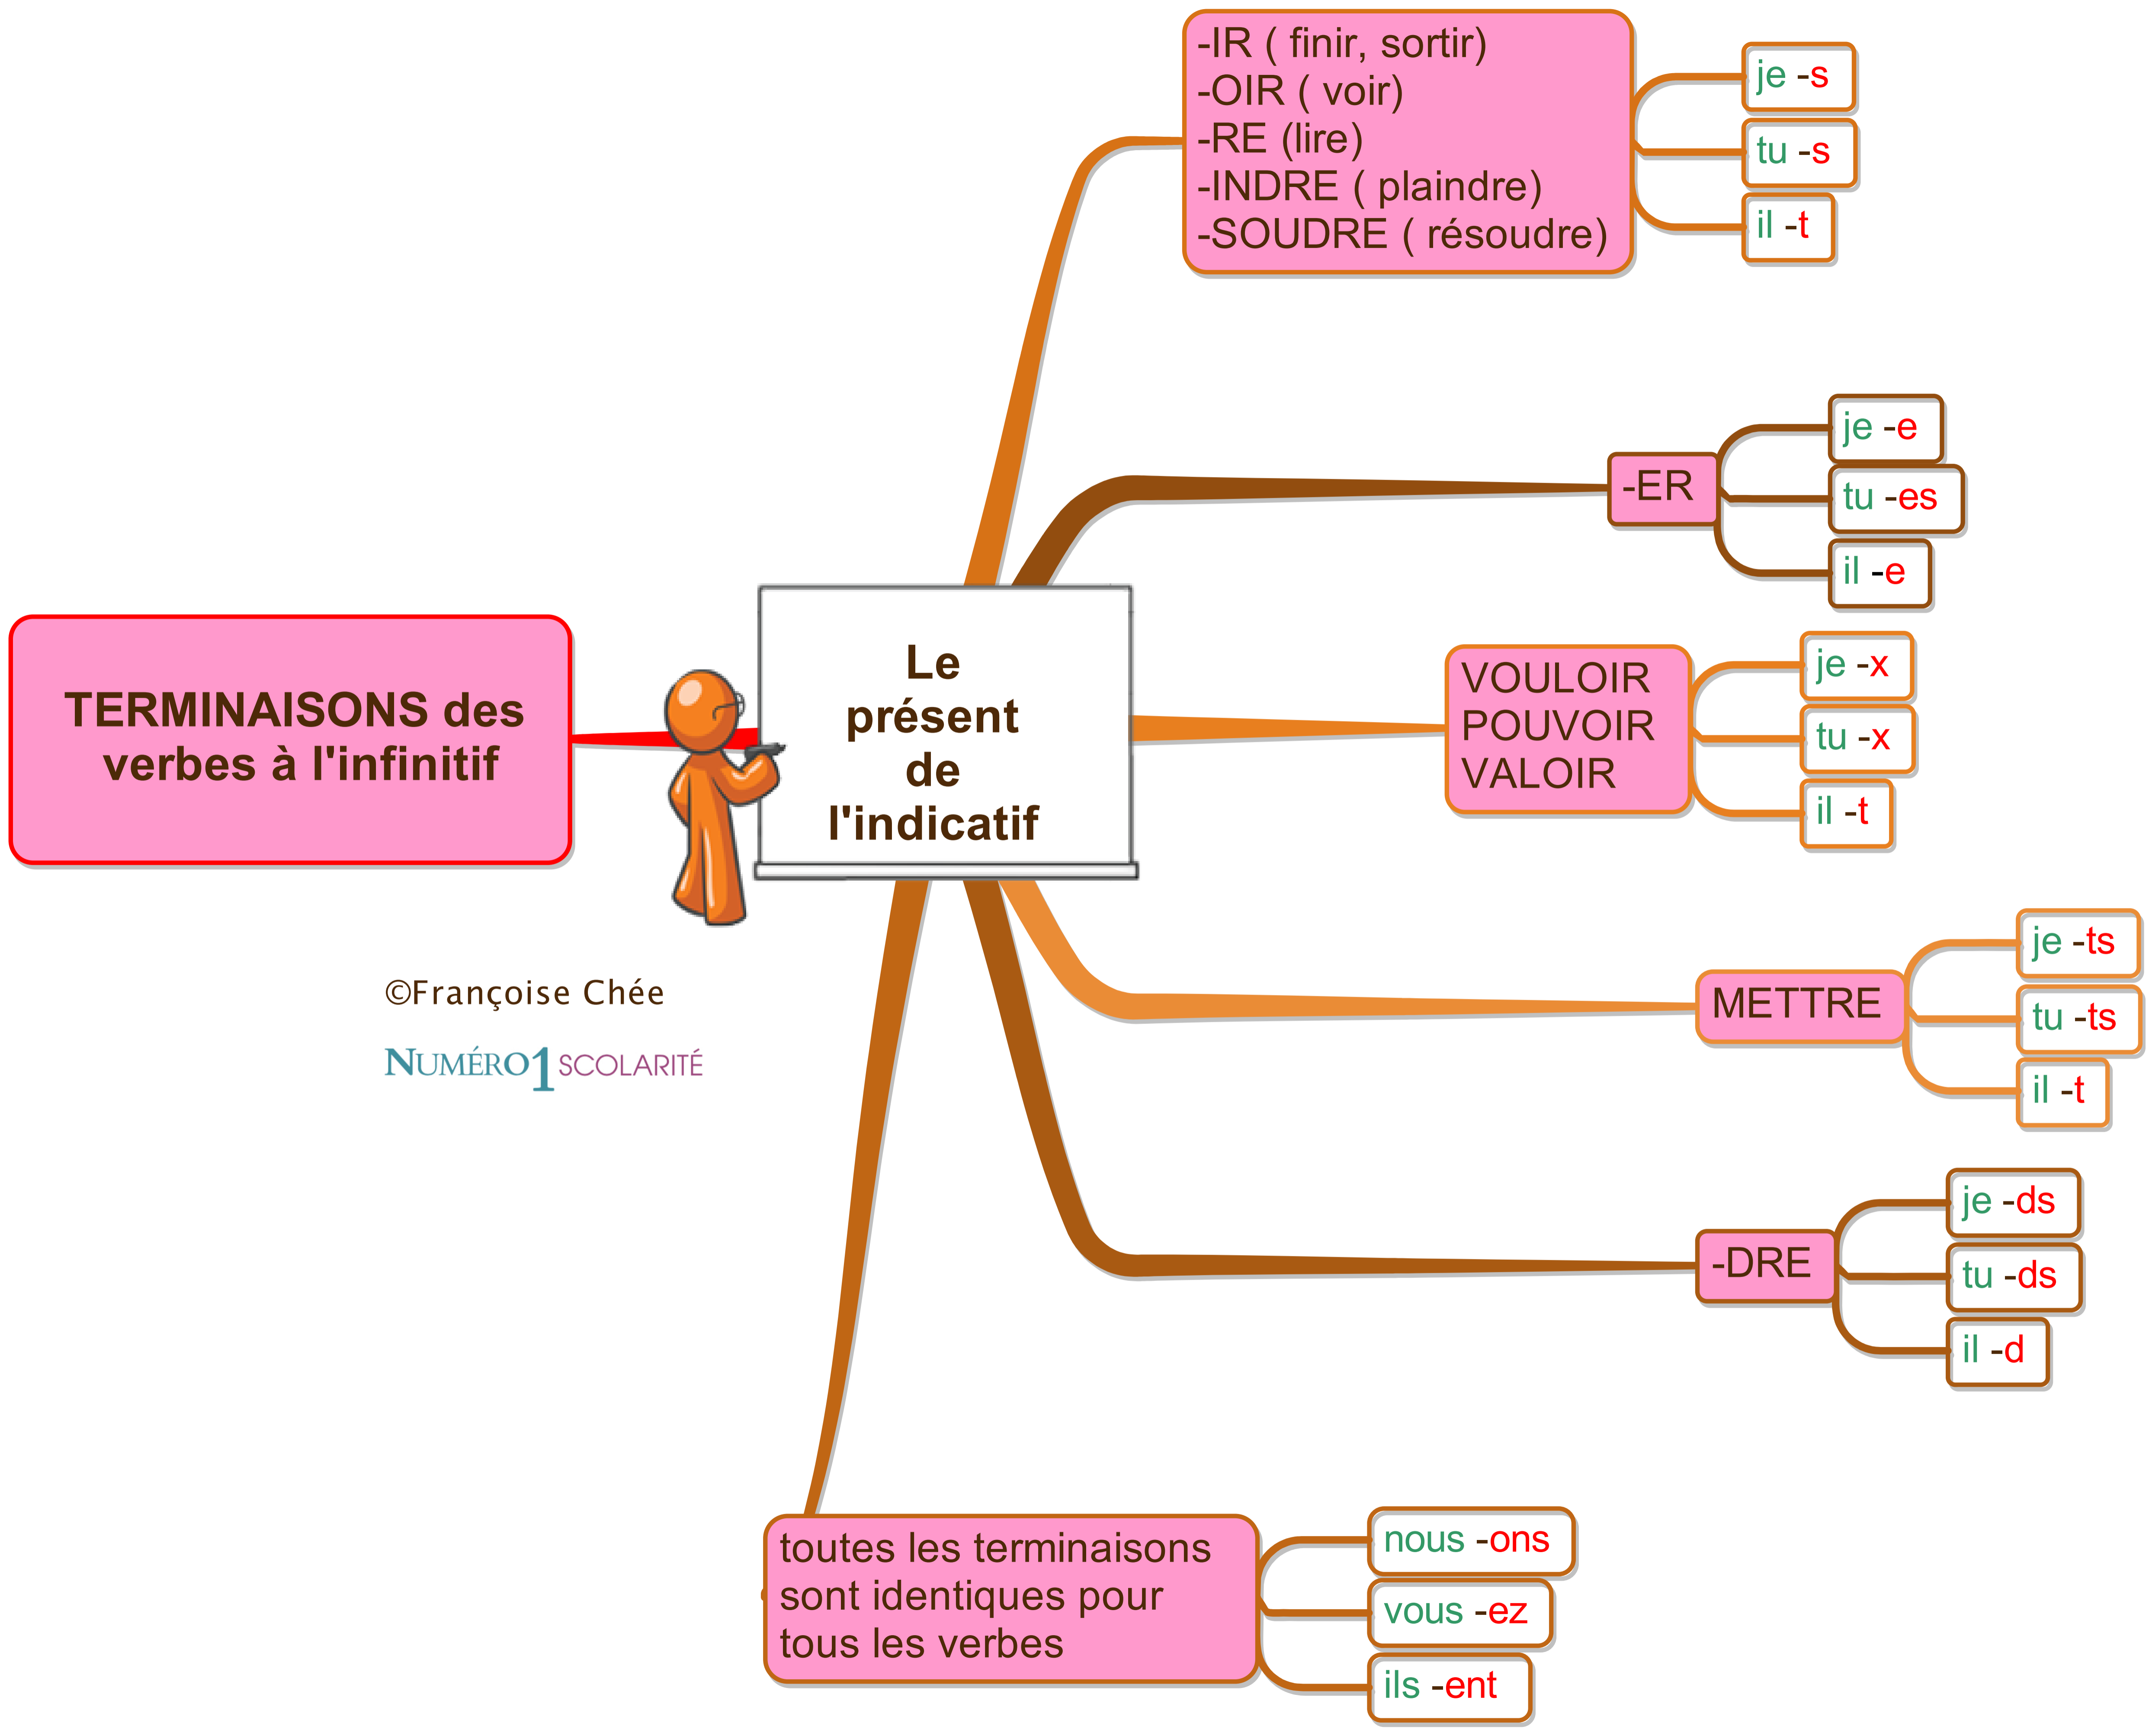 -IR ( finir, sortir)
-OIR ( voir)
-RE (lire)
-INDRE ( plaindre)
-SOUDRE ( résoudre)
je -s
tu -s
il -t
-ER
je -e
tu -es
il -e
TERMINAISONS des
verbes à l'infinitif
Le
présent
de
l'indicatif
VOULOIR
POUVOIR
VALOIR
je -x
tu -x
il -t
METTRE
je -ts
tu -ts
il -t
©Françoise Chée
NUMÉRO1 SCOLARITÉ
-DRE
je -ds
tu -ds
il -d
toutes les terminaisons
sont identiques pour
tous les verbes
nous -ons
vous -ez
ils -ent